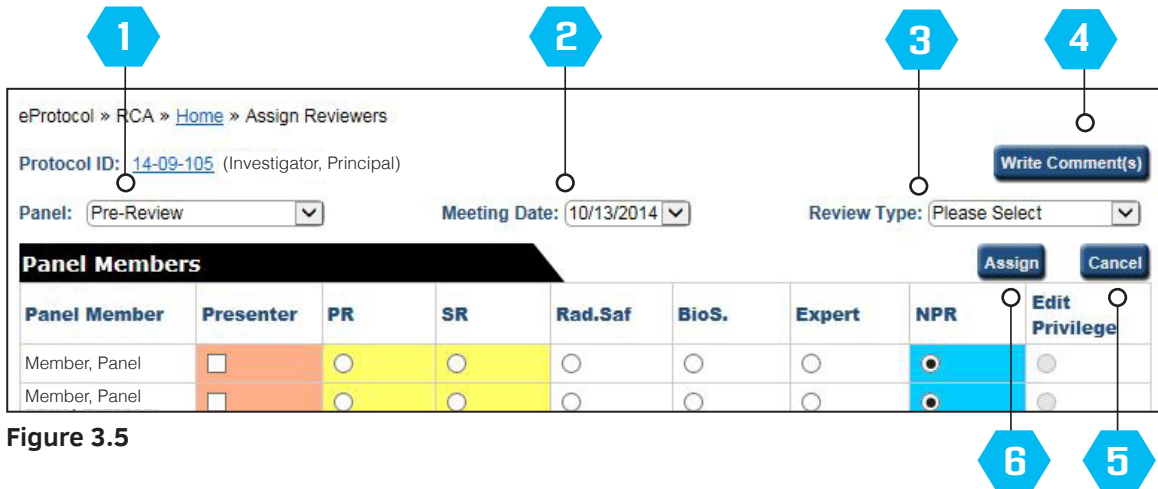 1 2 3 4
eProtocol » RCA » Home » Assign Reviewers
Protocol ID: 14-09-105 (Investigator, Principal)
Write Comment(s)
Panel: Pre-Review Meeting Date: 10/13/2014 Review Type: Please Select
Panel Members Assign Cancel
Panel Member Presenter PR SR Rad.Saf BioS. Expert NPR Edit Privilege
Member, Panel
Member, Panel
Figure 3.5
6 5